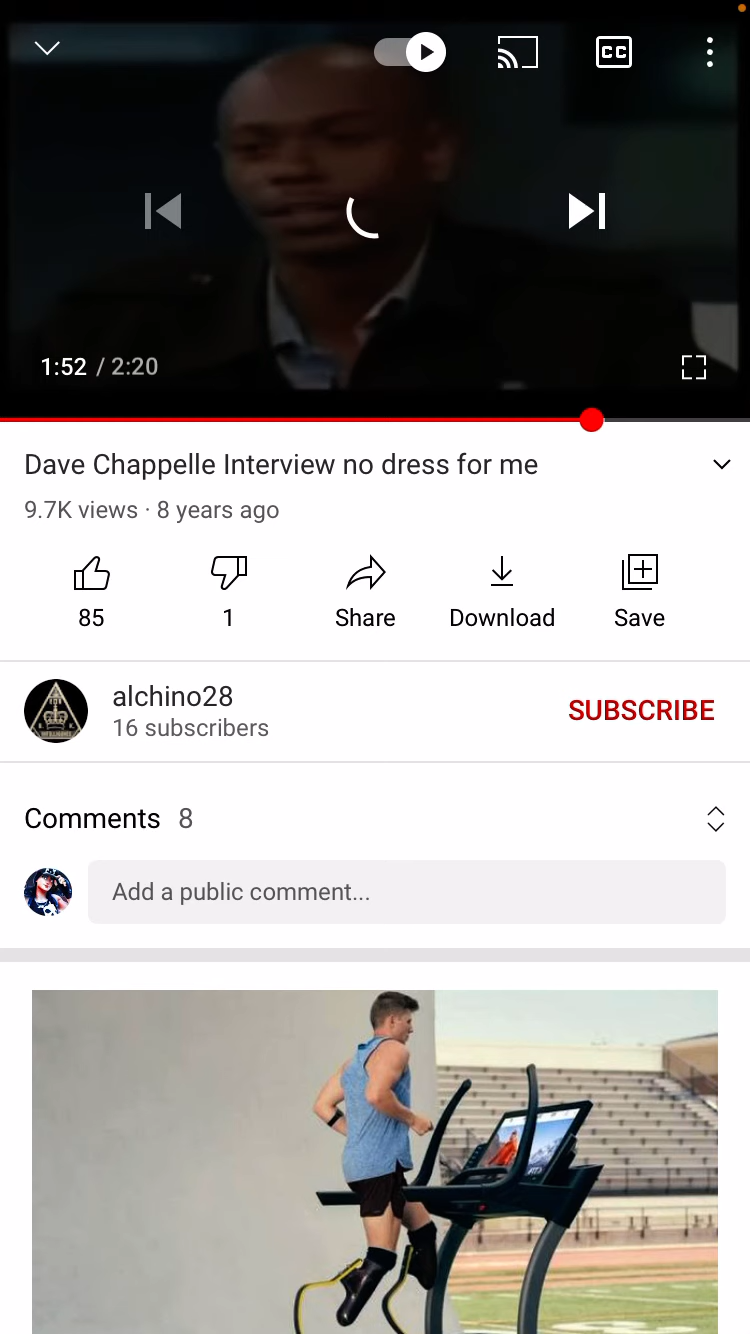 CC
1:52 / 2:20
Dave Chappelle Interview no dress for me
9.7K views · 8 years ago
85
1
Share
Download
Save
alchino28
16 subscribers
SUBSCRIBE
Comments 8
Add a public comment...